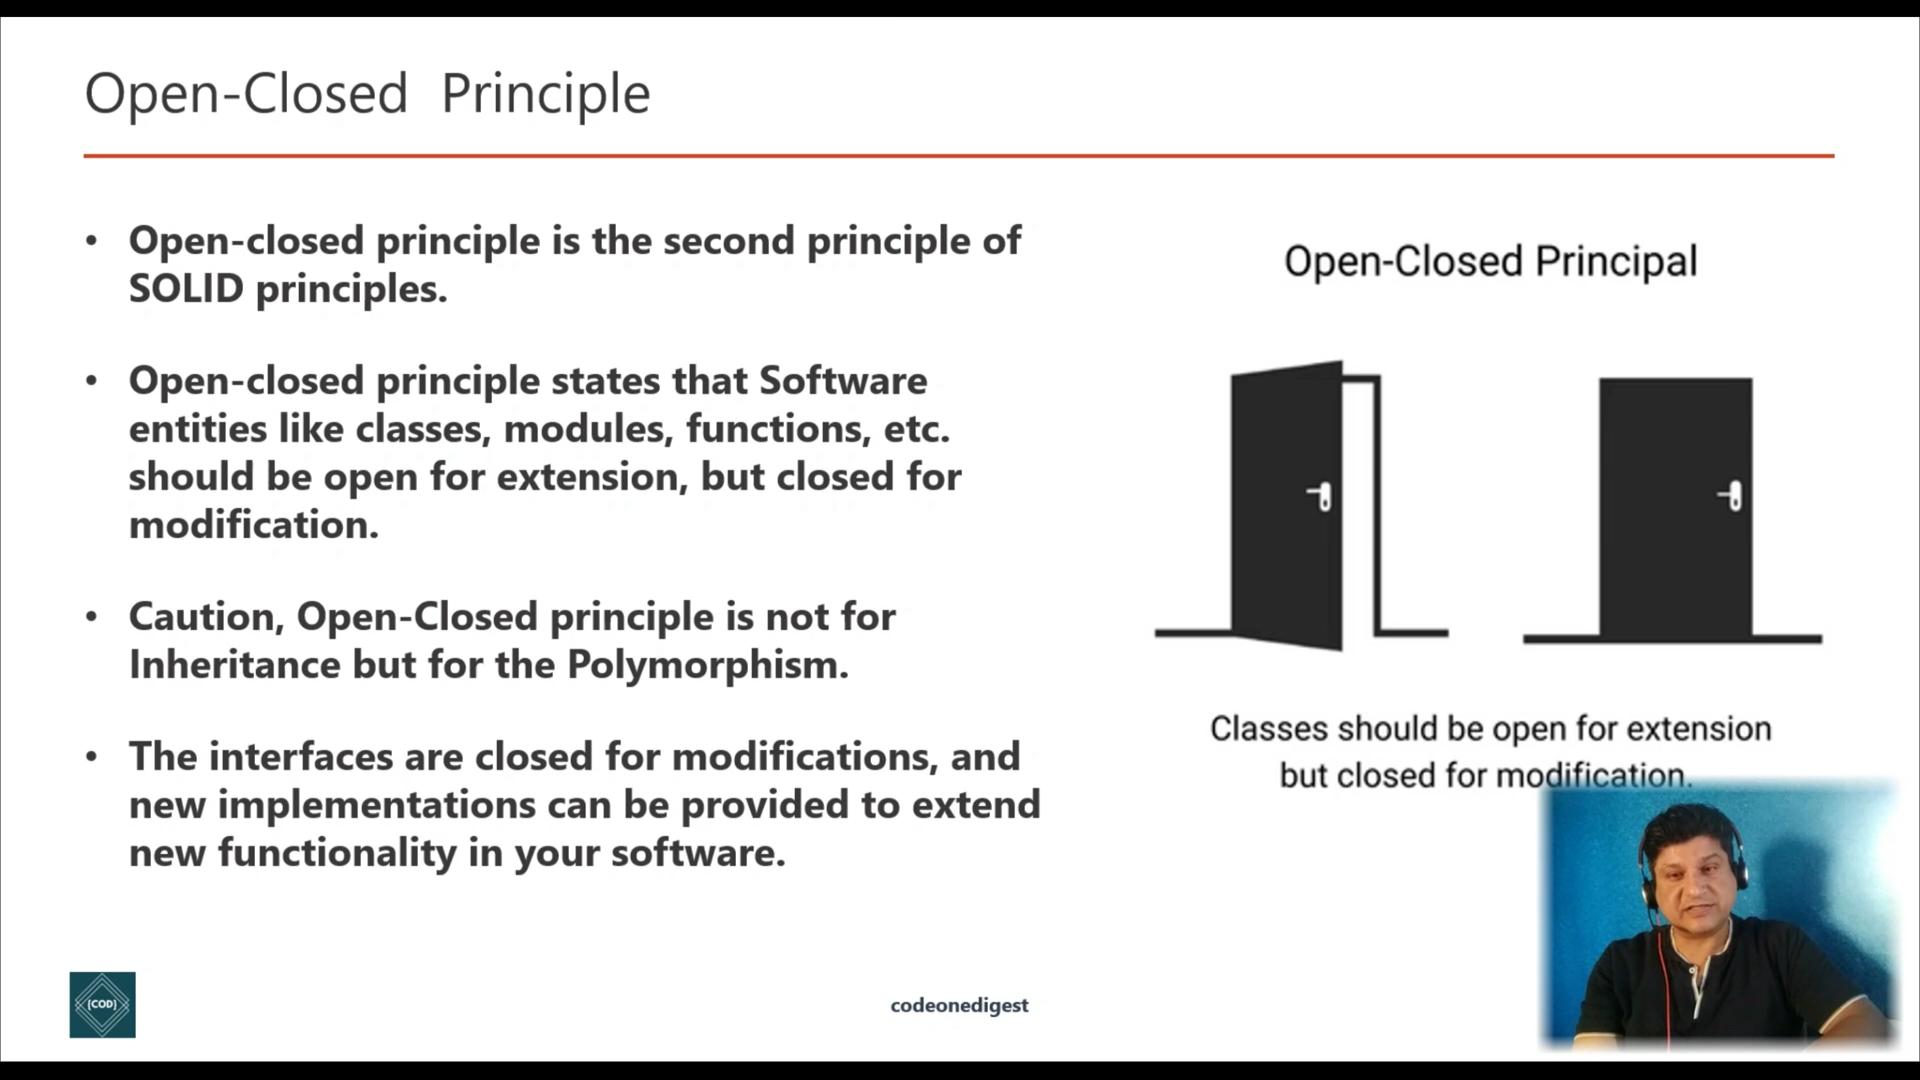 Open-Closed Principle
• Open-closed principle is the second principle of
SOLID principles.
• Open-closed principle states that Software
entities like classes, modules, functions, etc.
should be open for extension, but closed for
modification.
• Caution, Open-Closed principle is not for
Inheritance but for the Polymorphism.
• The interfaces are closed for modifications, and
new implementations can be provided to extend
new functionality in your software.
Open-Closed Principal
Classes should be open for extension
but closed for modification.
[COD]
codeonedigest